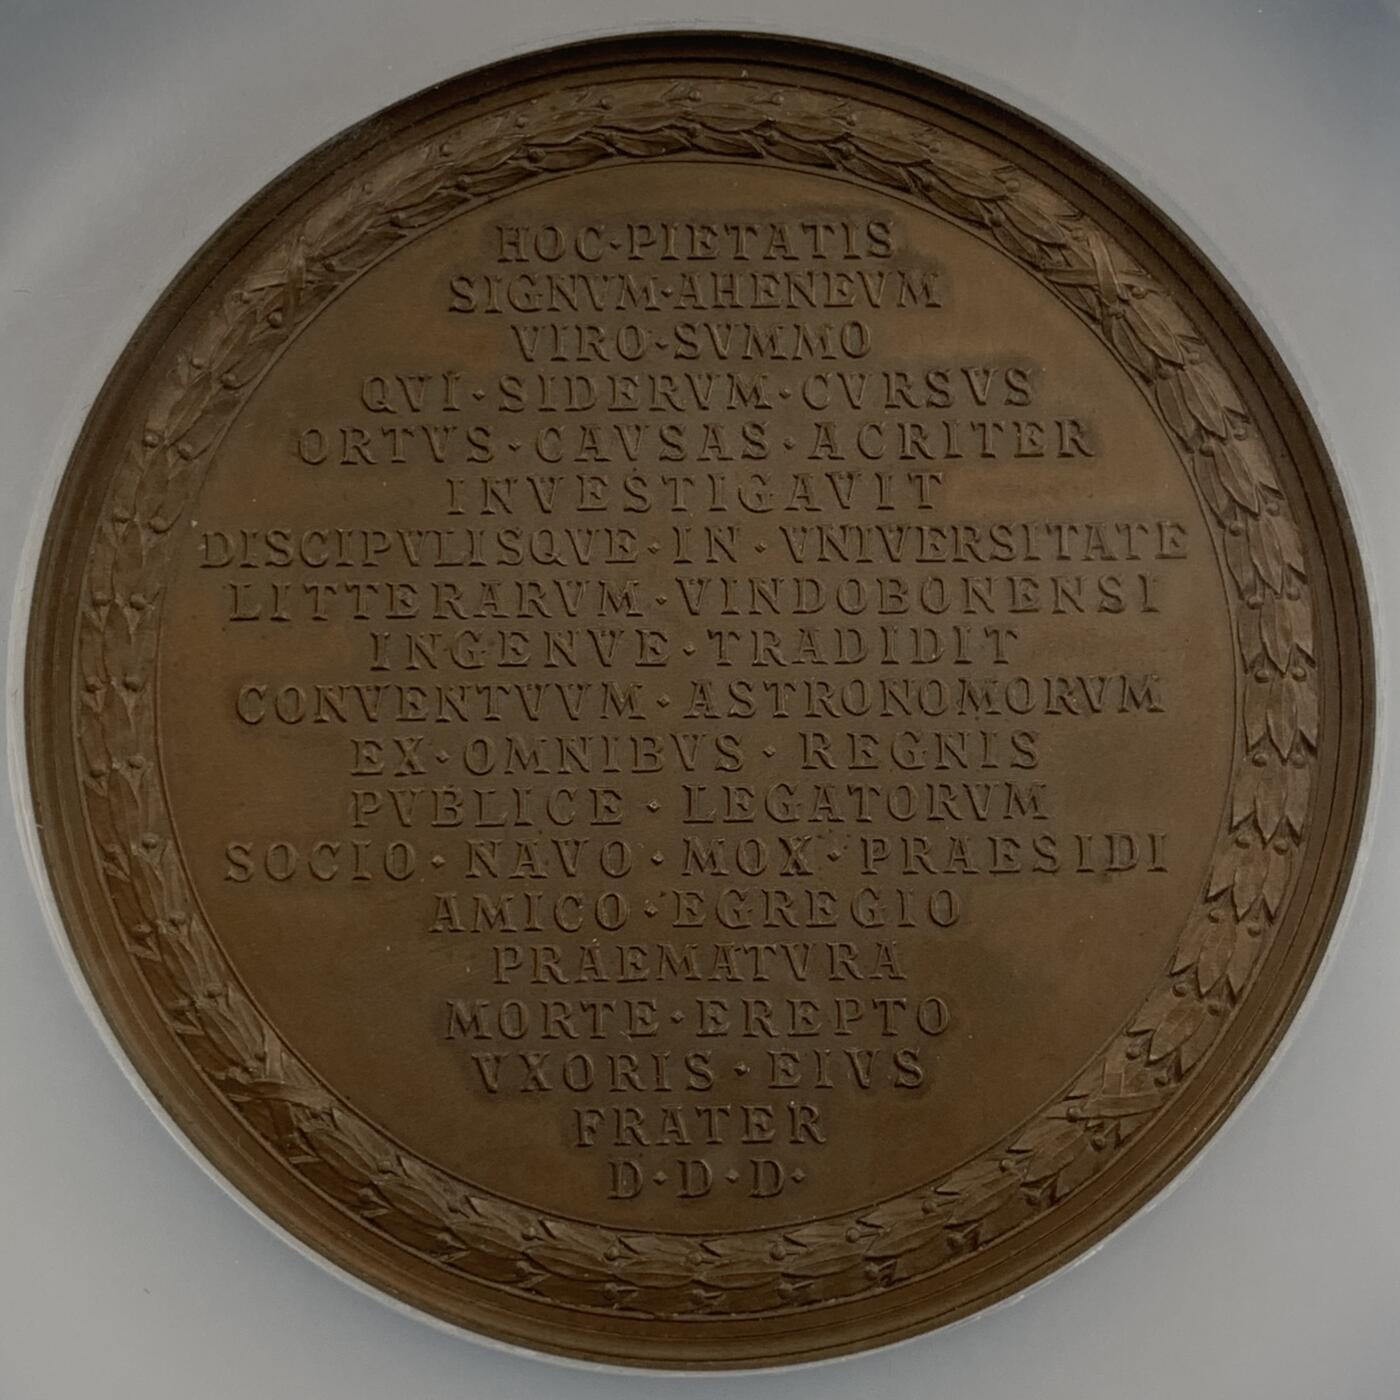 HOC·PIETATIS
SIGNVM·AHENEVM
VIRO·SVMMO
QVI·SIDERVM·CVRSVS
ORTVS·CAVSAS·ACRITER
INVESTIGAVIT
DISCIPVLISQVE·IN·VNIVERSITATE
LITTERARVM·VINDOBONENSI
INGENVE·TRADIDIT
CONVENTVVM·ASTRONOMORVM
EX·OMNIBVS·REGNIS
PVBLICE·LEGATORVM
SOCIO·NAVO·MOX·PRAESIDI
AMICO·EGREGIO
PRAEMATVRA
MORTE·EREPTO
VXORIS·EIVS
FRATER
D·D·D·